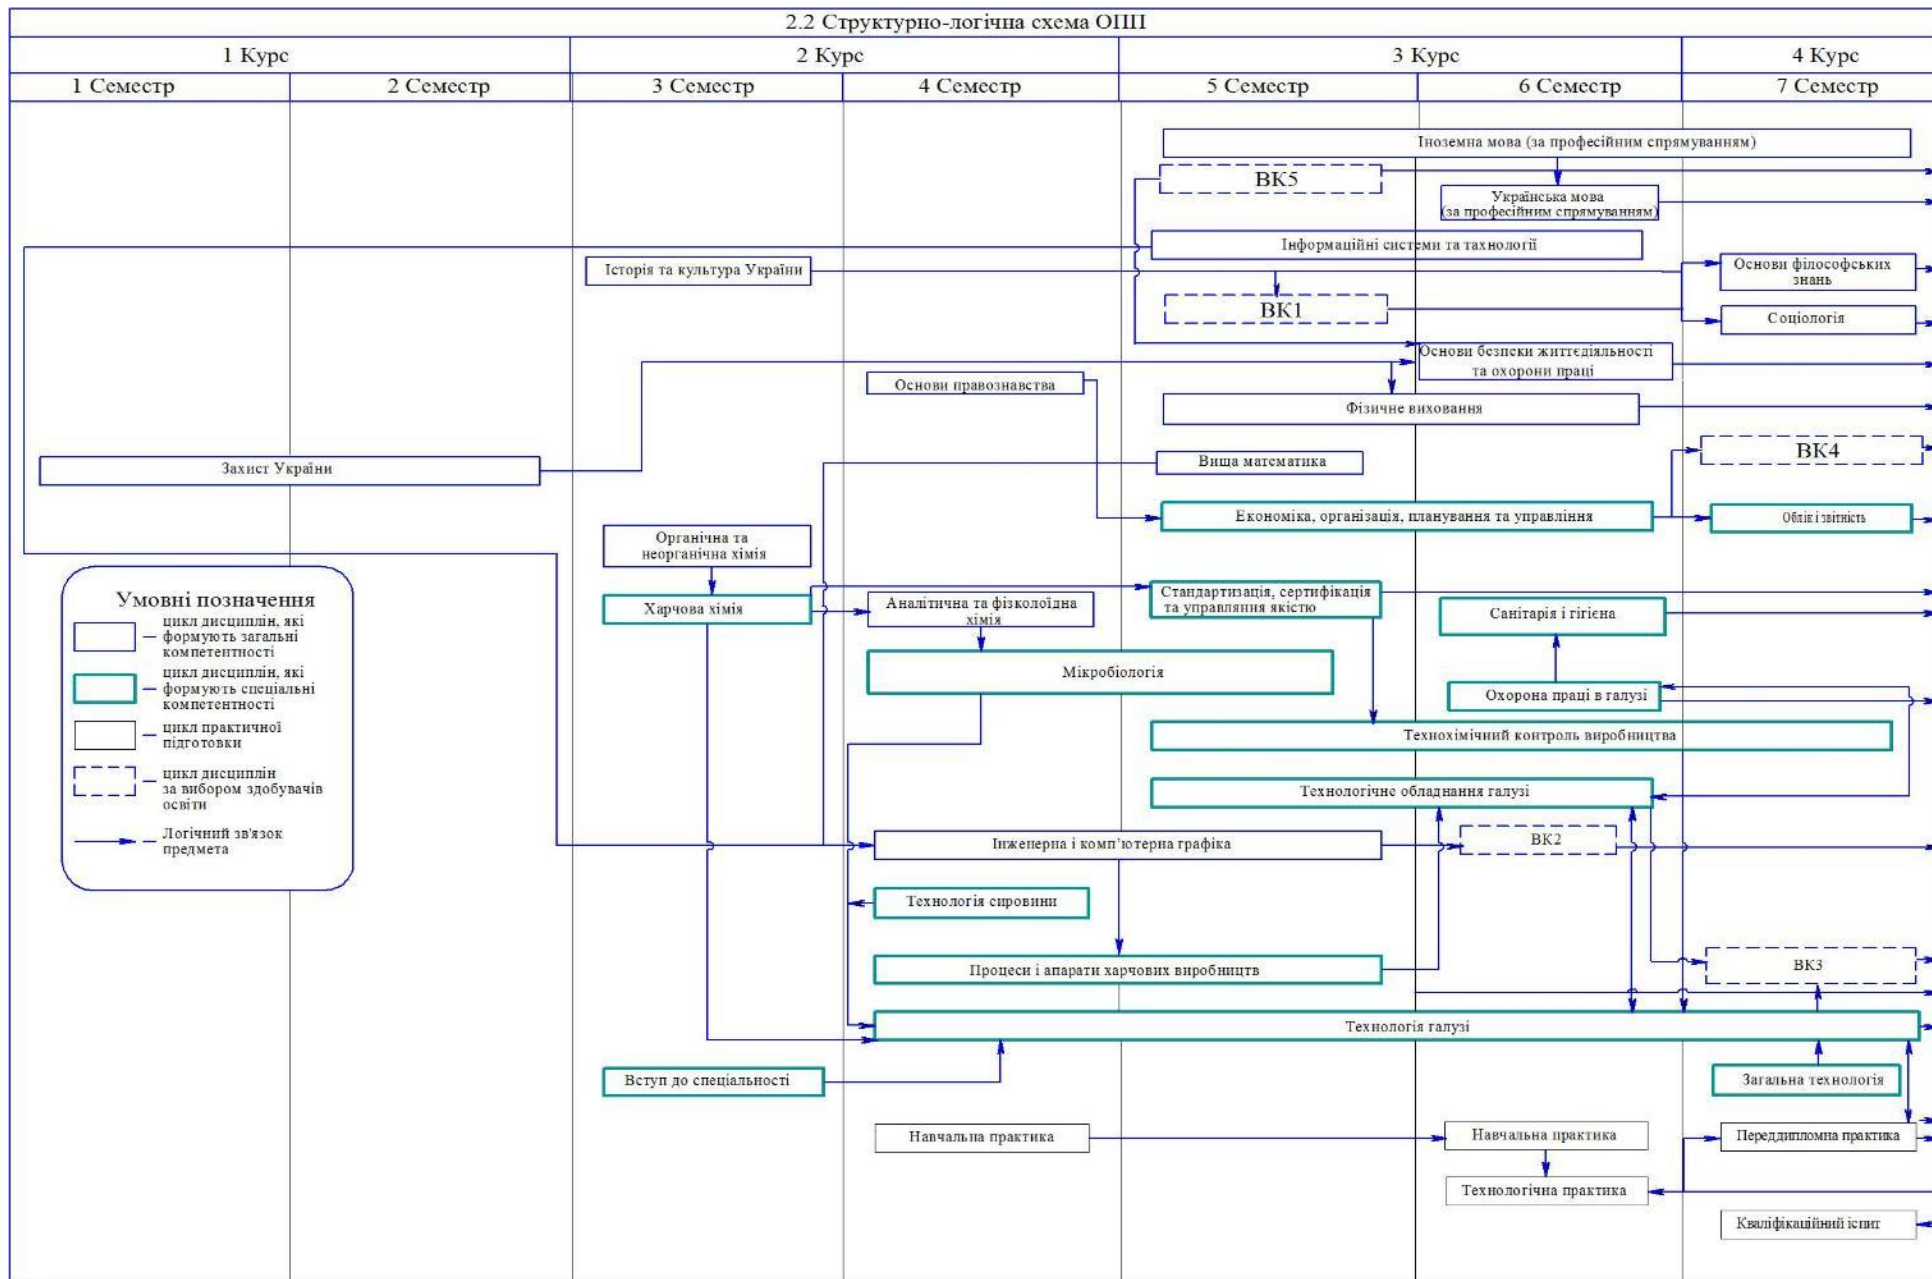 2.2 Структурно-логічна схема ОПП
1 Курс
2 Курс
3 Курс
4 Курс
1 Семестр
2 Семестр
3 Семестр
4 Семестр
5 Семестр
6 Семестр
7 Семестр
Іноземна мова (за професійним спрямуванням)
ВК5
Українська мова
(за професійним спрямуванням)
Інформаційні системи та тахнології
Історія та культура України
Основи філософських
знань
ВК1
Соціологія
Основи безпеки життєдіяльності
та охорони праці
Основи правознавства
Фізичне виховання
ВК4
Захист України
Вища математика
Економіка, організація, планування та управління
Облік і звітність
Органічна та
неорганічна хімія
Харчова хімія
Аналітична та фізколоїдна
хімія
Стандартизація, сертифікація
та управляння якістю
Санітарія і гігієна
Мікробіологія
Охорона праці в галузі
Технохімічний контроль виробництва
Технологічне обладнання галузі
Інженерна і комп'ютерна графіка
ВК2
Технологія сировини
Процеси і апарати харчових виробництв
ВК3
Технологія галузі
Вступ до спеціальності
Загальна технологія
Навчальна практика
Навчальна практика
Переддипломна практика
Технологічна практика
Кваліфікаційний іспит
Умовні позначення
цикл дисциплін, які
формують загальні
компетентності
цикл дисциплін, які
формують спеціальні
компетентності
цикл практичної
підготовки
цикл дисциплін
за вибором здобувачів
освіти
Логічний зв'язок
предмета